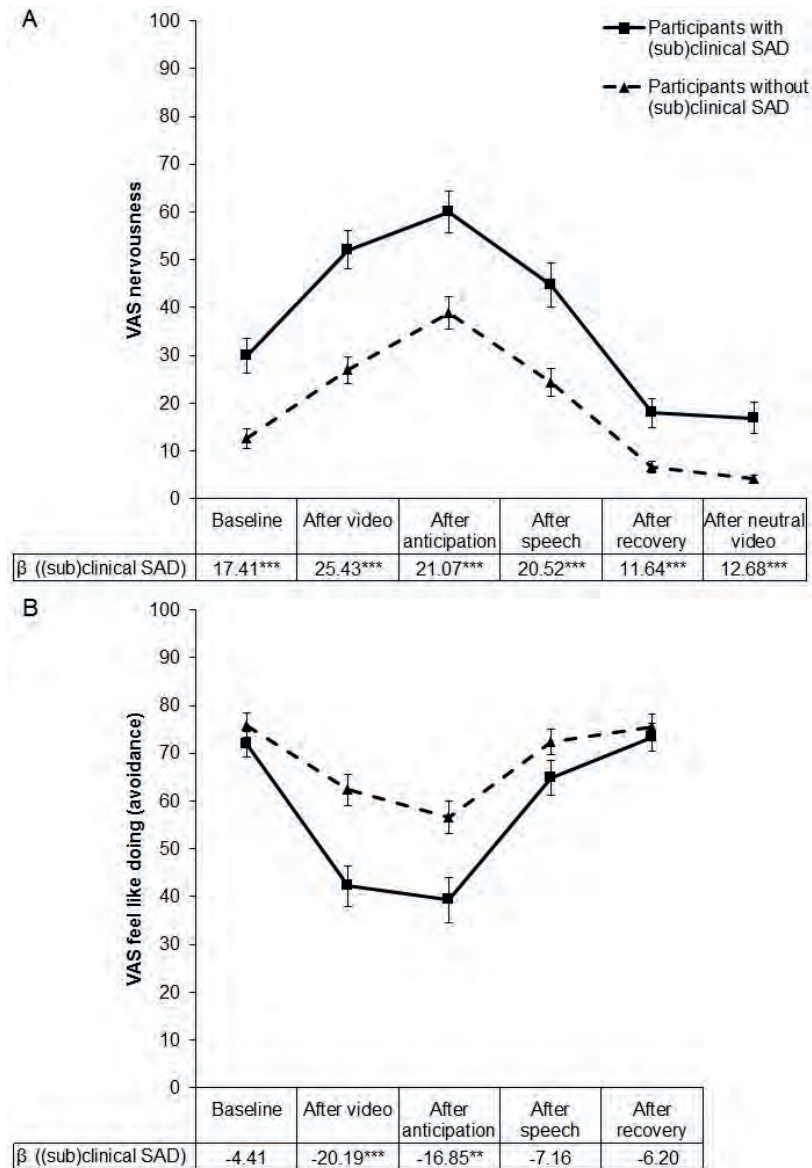 A
Participants with
(sub)clinical SAD
Participants without
(sub)clinical SAD
VAS nervousness
100
90
80
70
60
50
40
30
20
10
0
Baseline After video After anticipation After speech After recovery After neutral video
β ((sub)clinical SAD) 17.41*** 25.43*** 21.07*** 20.52*** 11.64*** 12.68***
B
VAS feel like doing (avoidance)
100
90
80
70
60
50
40
30
20
10
0
Baseline After video After anticipation After speech After recovery
β ((sub)clinical SAD) -4.41 -20.19*** -16.85** -7.16 -6.20